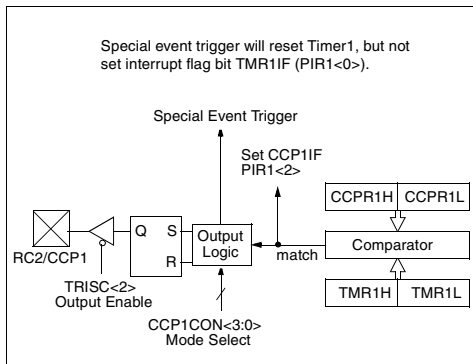 Special event trigger will reset Timer1, but not
set interrupt flag bit TMR1IF (PIR1<0>).
Special Event Trigger
Set CCP1IF
PIR1<2>
CCPR1H CCPR1L
Q S
R
Output
Logic
match
Comparator
RC2/CCP1
TRISC<2>
Output Enable
TMR1H TMR1L
CCP1CON<3:0>
Mode Select